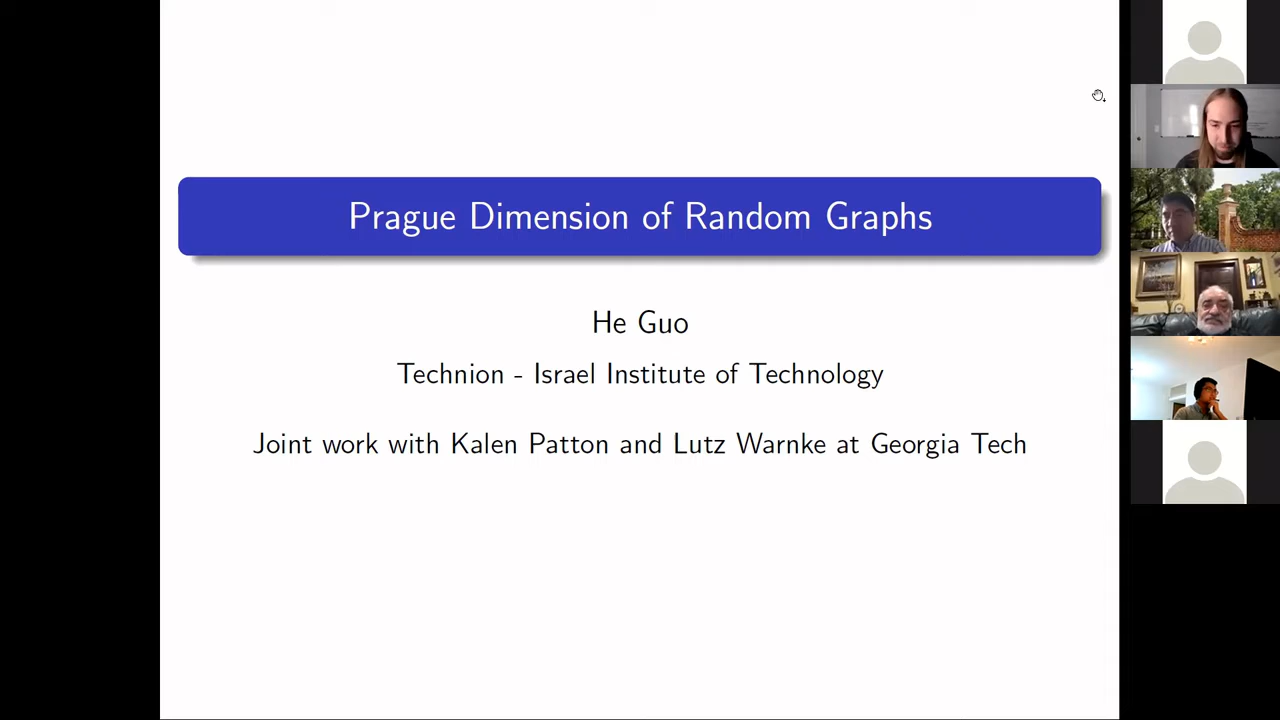 Prague Dimension of Random Graphs
He Guo
Technion - Israel Institute of Technology
Joint work with Kalen Patton and Lutz Warnke at Georgia Tech